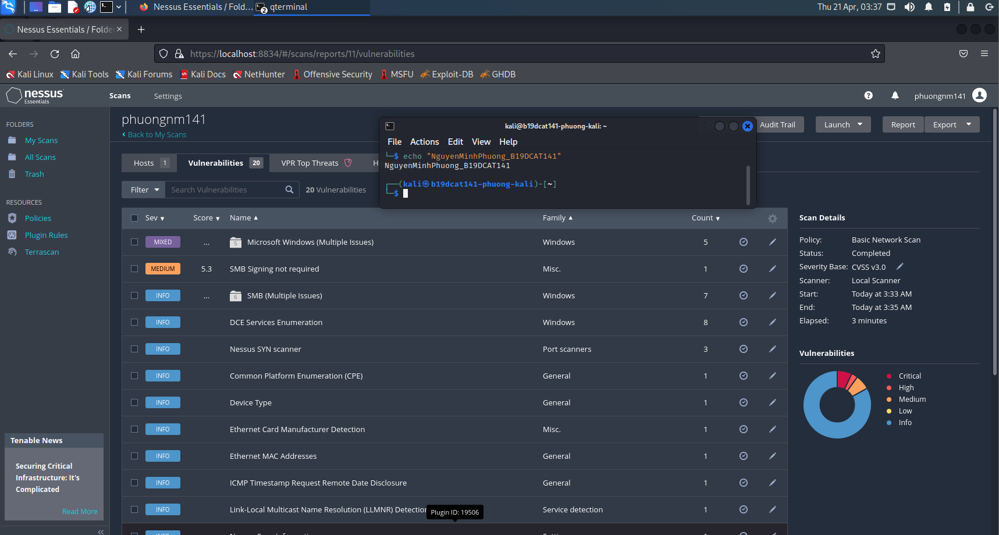 Nessus Essentials / Fold...
2
qterminal
Thu 21 Apr, 03:37
Nessus Essentials / Folde
https://localhost:8834/#/scans/reports/11/vulnerabilities
Kali Linux
Kali Tools
Kali Forums
Kali Docs
NetHunter
Offensive Security
MSFU
Exploit-DB
GHDB
nessus
Essentials
Scans
Settings
phuongnm141
FOLDERS
My Scans
All Scans
Trash
RESOURCES
Policies
Plugin Rules
Terrascan
Tenable News
Securing Critical
Infrastructure: It's
Complicated
Read More
phuongnm141
Back to My Scans
Audit Trail
Launch
Report
Export
kali@b19dcat141-phuong-kali: ~
File Actions Edit View Help
└─$ echo "NguyenMinhPhuong_B19DCAT141"
NguyenMinhPhuong_B19DCAT141
┌──(kali㉿b19dcat141-phuong-kali)-[~]
└─$
Hosts 1
Vulnerabilities 20
VPR Top Threats
H
Filter
Search Vulnerabilities
20 Vulnerabilities
Sev Score Name Family Count
MIXED ... 5 Microsoft Windows (Multiple Issues) Windows 5
MEDIUM 5.3 SMB Signing not required Misc. 1
INFO ... 6 SMB (Multiple Issues) Windows 7
INFO DCE Services Enumeration Windows 8
INFO Nessus SYN scanner Port scanners 3
INFO Common Platform Enumeration (CPE) General 1
INFO Device Type General 1
INFO Ethernet Card Manufacturer Detection Misc. 1
INFO Ethernet MAC Addresses General 1
INFO ICMP Timestamp Request Remote Date Disclosure General 1
INFO Link-Local Multicast Name Resolution (LLMNR) Detection Service detection 1
Plugin ID: 19506
INFO
Scan Details
Policy: Basic Network Scan
Status: Completed
Severity Base: CVSS v3.0
Scanner: Local Scanner
Start: Today at 3:33 AM
End: Today at 3:35 AM
Elapsed: 3 minutes
Vulnerabilities
Critical
High
Medium
Low
Info